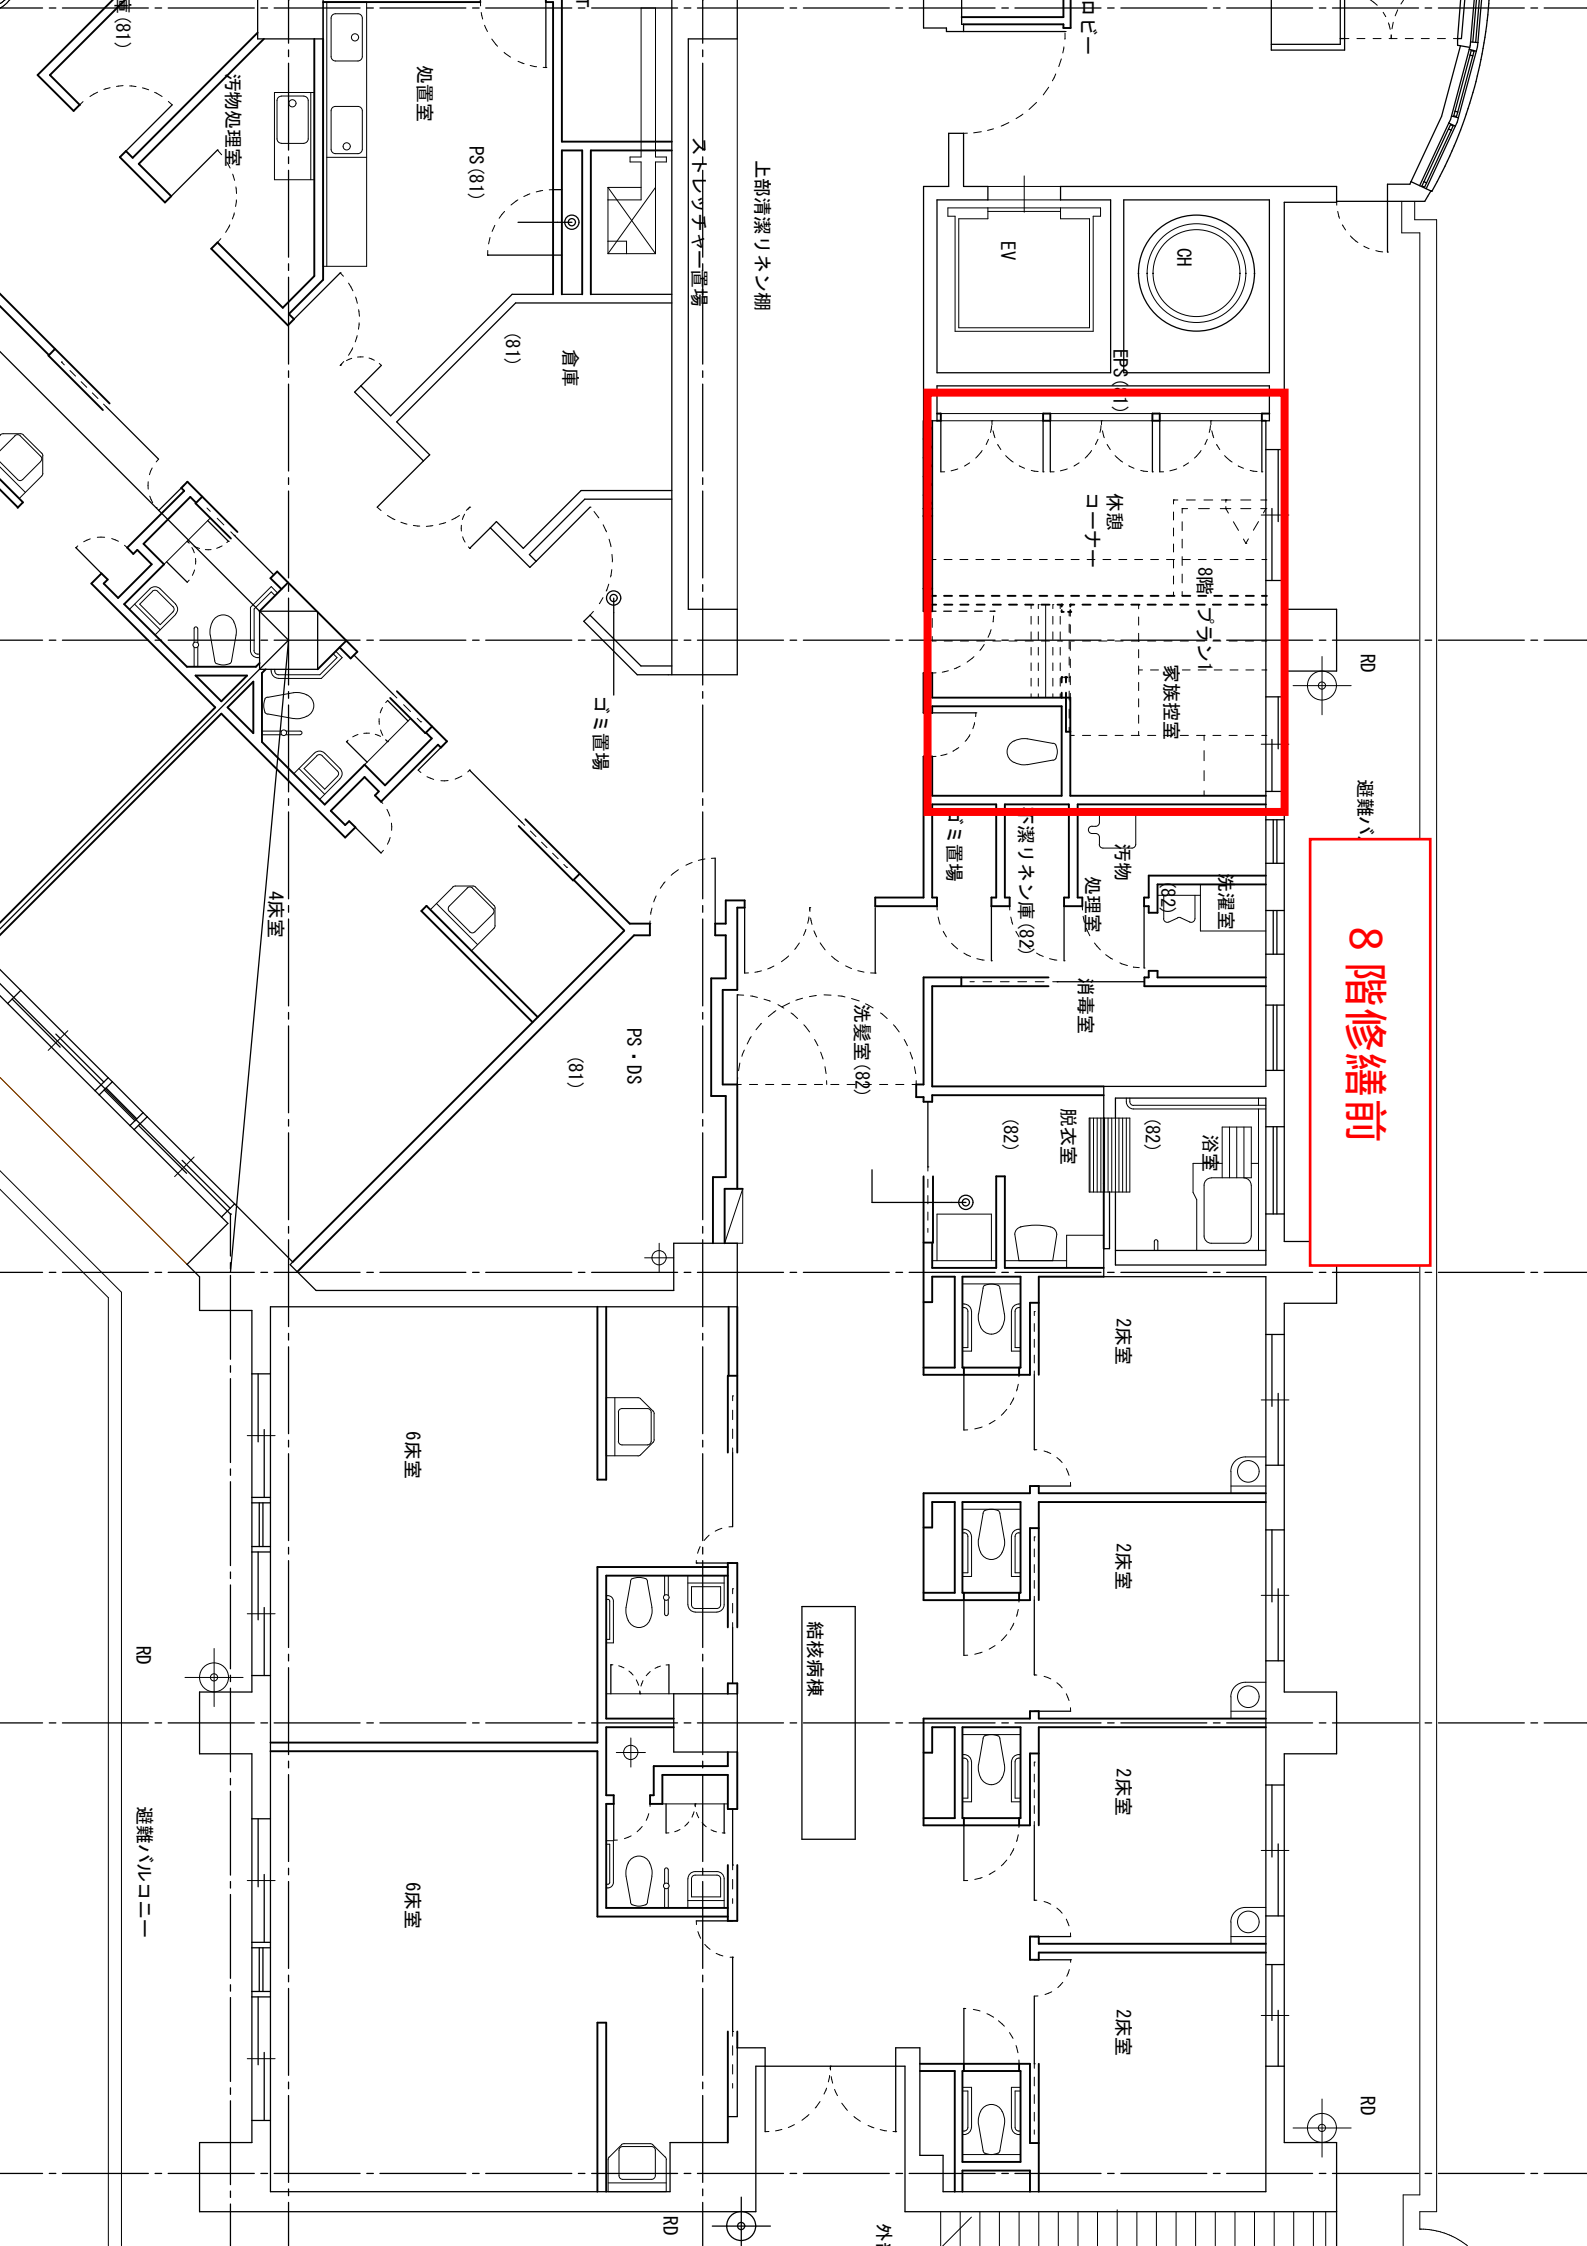 8階修繕前
ロビー
庫(81)
汚物処理室
処置室
PS(81)
ストレッチャー置場
上部清潔リネン棚
EV
CH
EPS(81)
倉庫
(81)
休憩
コーナー
8階 プラン1
家族控室
RD
ゴミ置場
避難バ
ゴミ置場
潔リネン庫(82)
汚物
処理室
(82)
洗濯室
4床室
消毒室
洗髪室(82)
PS・DS
(81)
脱衣室
(82)
浴室
(82)
2床室
6床室
2床室
結核病棟
2床室
6床室
2床室
RD
避難バルコニー
RD
RD